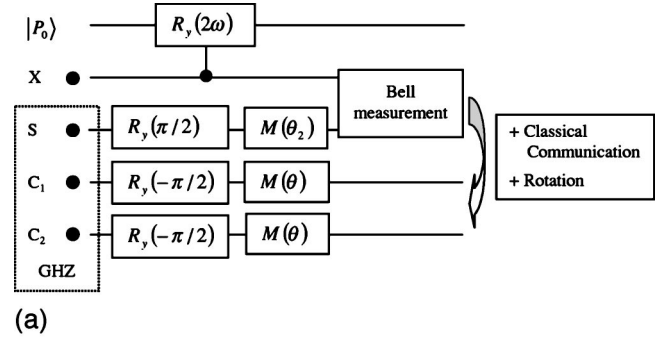 |P₀⟩
R_y(2ω)
X
Bell
measurement
S
R_y(π/2)
M(θ₂)
+ Classical
Communication
+ Rotation
C₁
R_y(−π/2)
M(θ)
C₂
R_y(−π/2)
M(θ)
GHZ
(a)